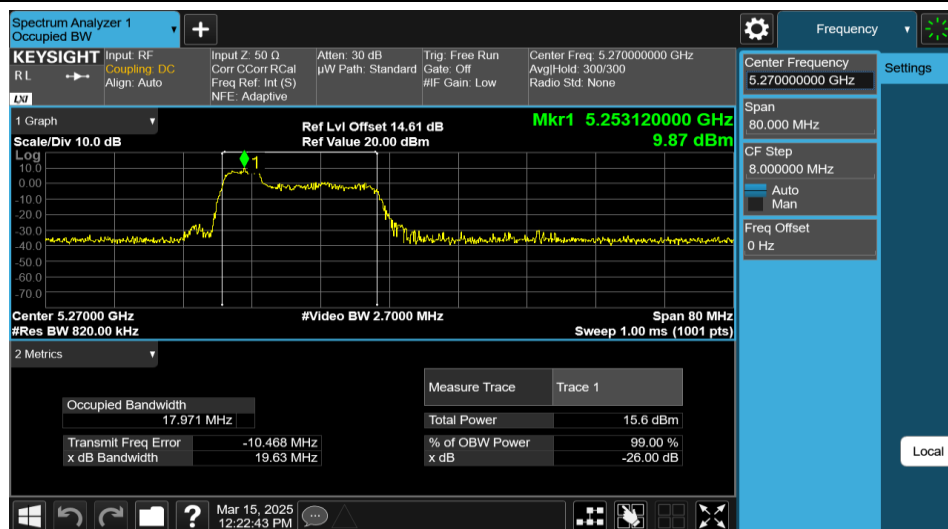 Spectrum Analyzer 1
Occupied BW
+
Frequency
KEYSIGHT
R L
LXI
Input: RF
Coupling: DC
Align: Auto
Input Z: 50 Ω
Corr CCorr RCal
Freq Ref: Int (S)
NFE: Adaptive
Atten: 30 dB
µW Path: Standard
Trig: Free Run
Gate: Off
#IF Gain: Low
Center Freq: 5.270000000 GHz
Avg|Hold: 300/300
Radio Std: None
Center Frequency
5.270000000 GHz
Settings
Span
80.000 MHz
CF Step
8.000000 MHz
Auto
Man
Freq Offset
0 Hz
Local
1 Graph
Scale/Div 10.0 dB
Ref Lvl Offset 14.61 dB
Ref Value 20.00 dBm
Mkr1 5.253120000 GHz
9.87 dBm
Log
10.0
0.00
-10.0
-20.0
-30.0
-40.0
-50.0
-60.0
-70.0
1
Center 5.27000 GHz
#Res BW 820.00 kHz
#Video BW 2.7000 MHz
Span 80 MHz
Sweep 1.00 ms (1001 pts)
2 Metrics
Measure Trace Trace 1
Occupied Bandwidth
17.971 MHz
Total Power 15.6 dBm
Transmit Freq Error -10.468 MHz
% of OBW Power 99.00 %
x dB Bandwidth 19.63 MHz
x dB -26.00 dB
?
Mar 15, 2025
12:22:43 PM